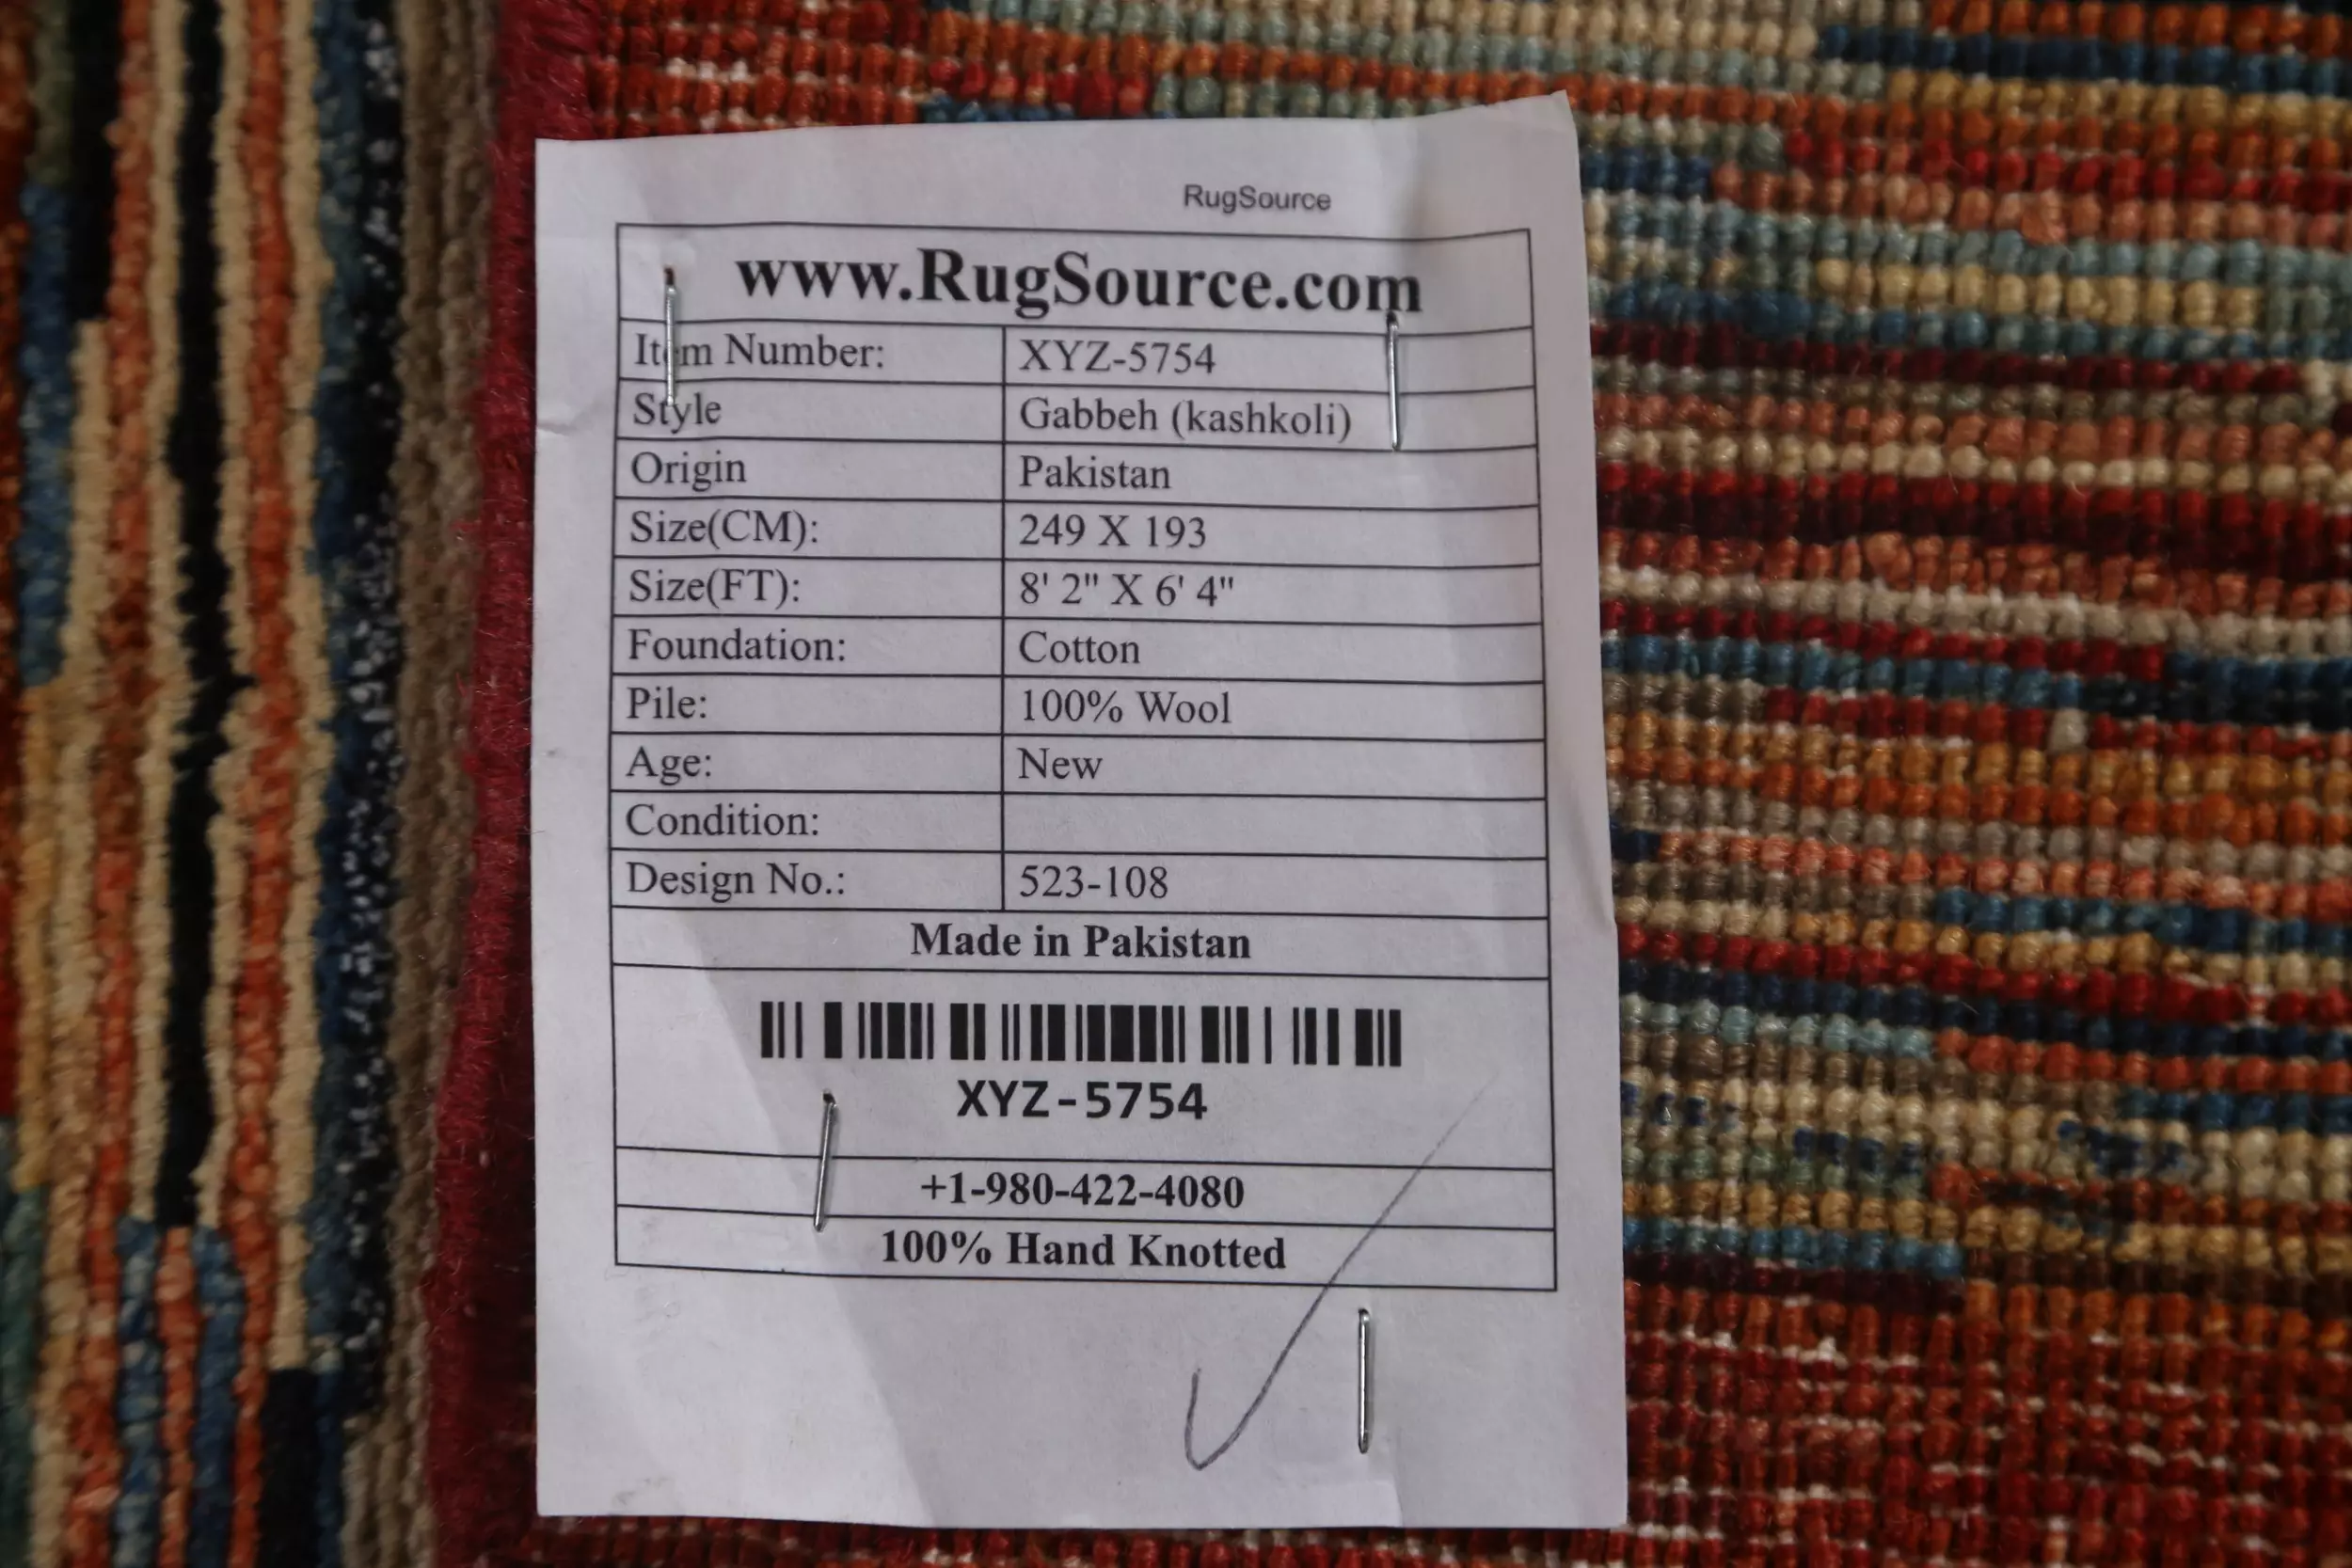 RugSource
www.RugSource.com
Item Number: XYZ-5754
Style Gabbeh (kashkoli)
Origin Pakistan
Size(CM): 249 X 193
Size(FT): 8' 2" X 6' 4"
Foundation: Cotton
Pile: 100% Wool
Age: New
Condition:
Design No.: 523-108
Made in Pakistan
XYZ-5754
+1-980-422-4080
100% Hand Knotted